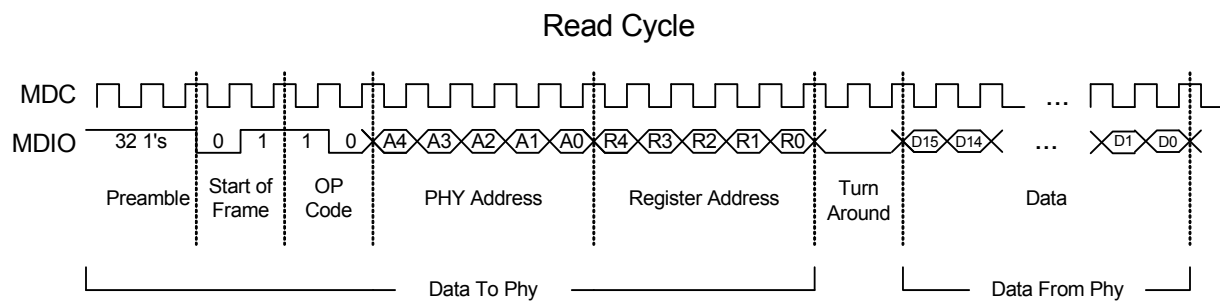 Read Cycle
MDC ...
MDIO 32 1's 0 1 1 0 A4 A3 A2 A1 A0 R4 R3 R2 R1 R0 D15 D14 ... D1 D0
Preamble Start of Frame OP Code PHY Address Register Address Turn Around Data
Data To Phy Data From Phy